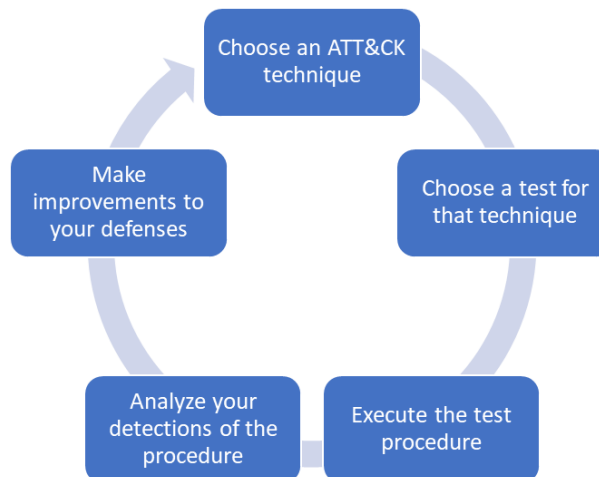 Choose an ATT&CK
technique
Choose a test for
that technique
Execute the test
procedure
Analyze your
detections of the
procedure
Make
improvements to
your defenses